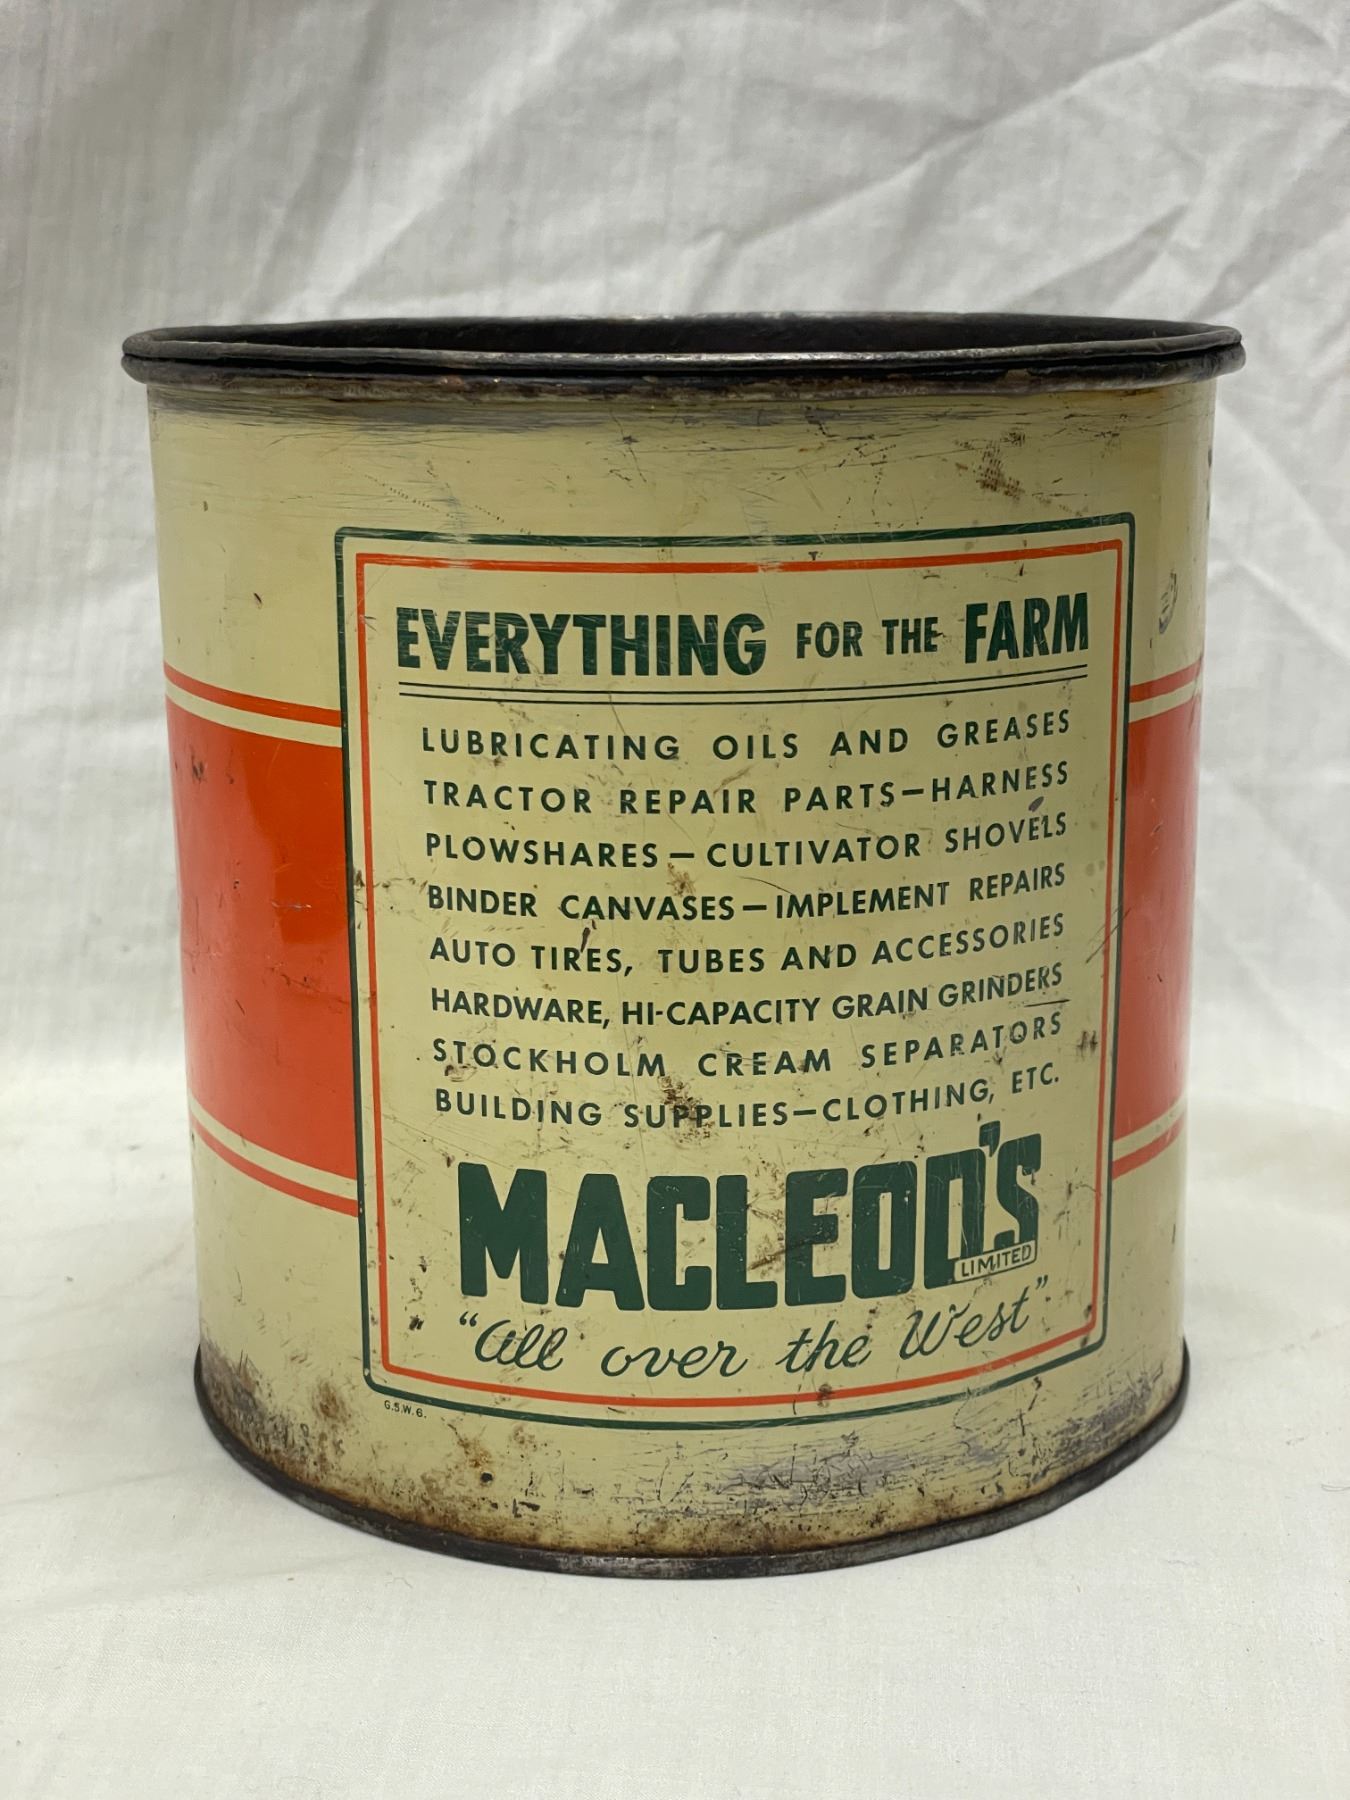 EVERYTHING FOR THE FARM
LUBRICATING OILS AND GREASES
TRACTOR REPAIR PARTS—HARNESS
PLOWSHARES — CULTIVATOR SHOVELS
BINDER CANVASES — IMPLEMENT REPAIRS
AUTO TIRES, TUBES AND ACCESSORIES
HARDWARE, HI-CAPACITY GRAIN GRINDERS
STOCKHOLM CREAM SEPARATORS
BUILDING SUPPLIES—CLOTHING, ETC.
MACLEOD'S
LIMITED
"All over the West"
G.S.W. 6.